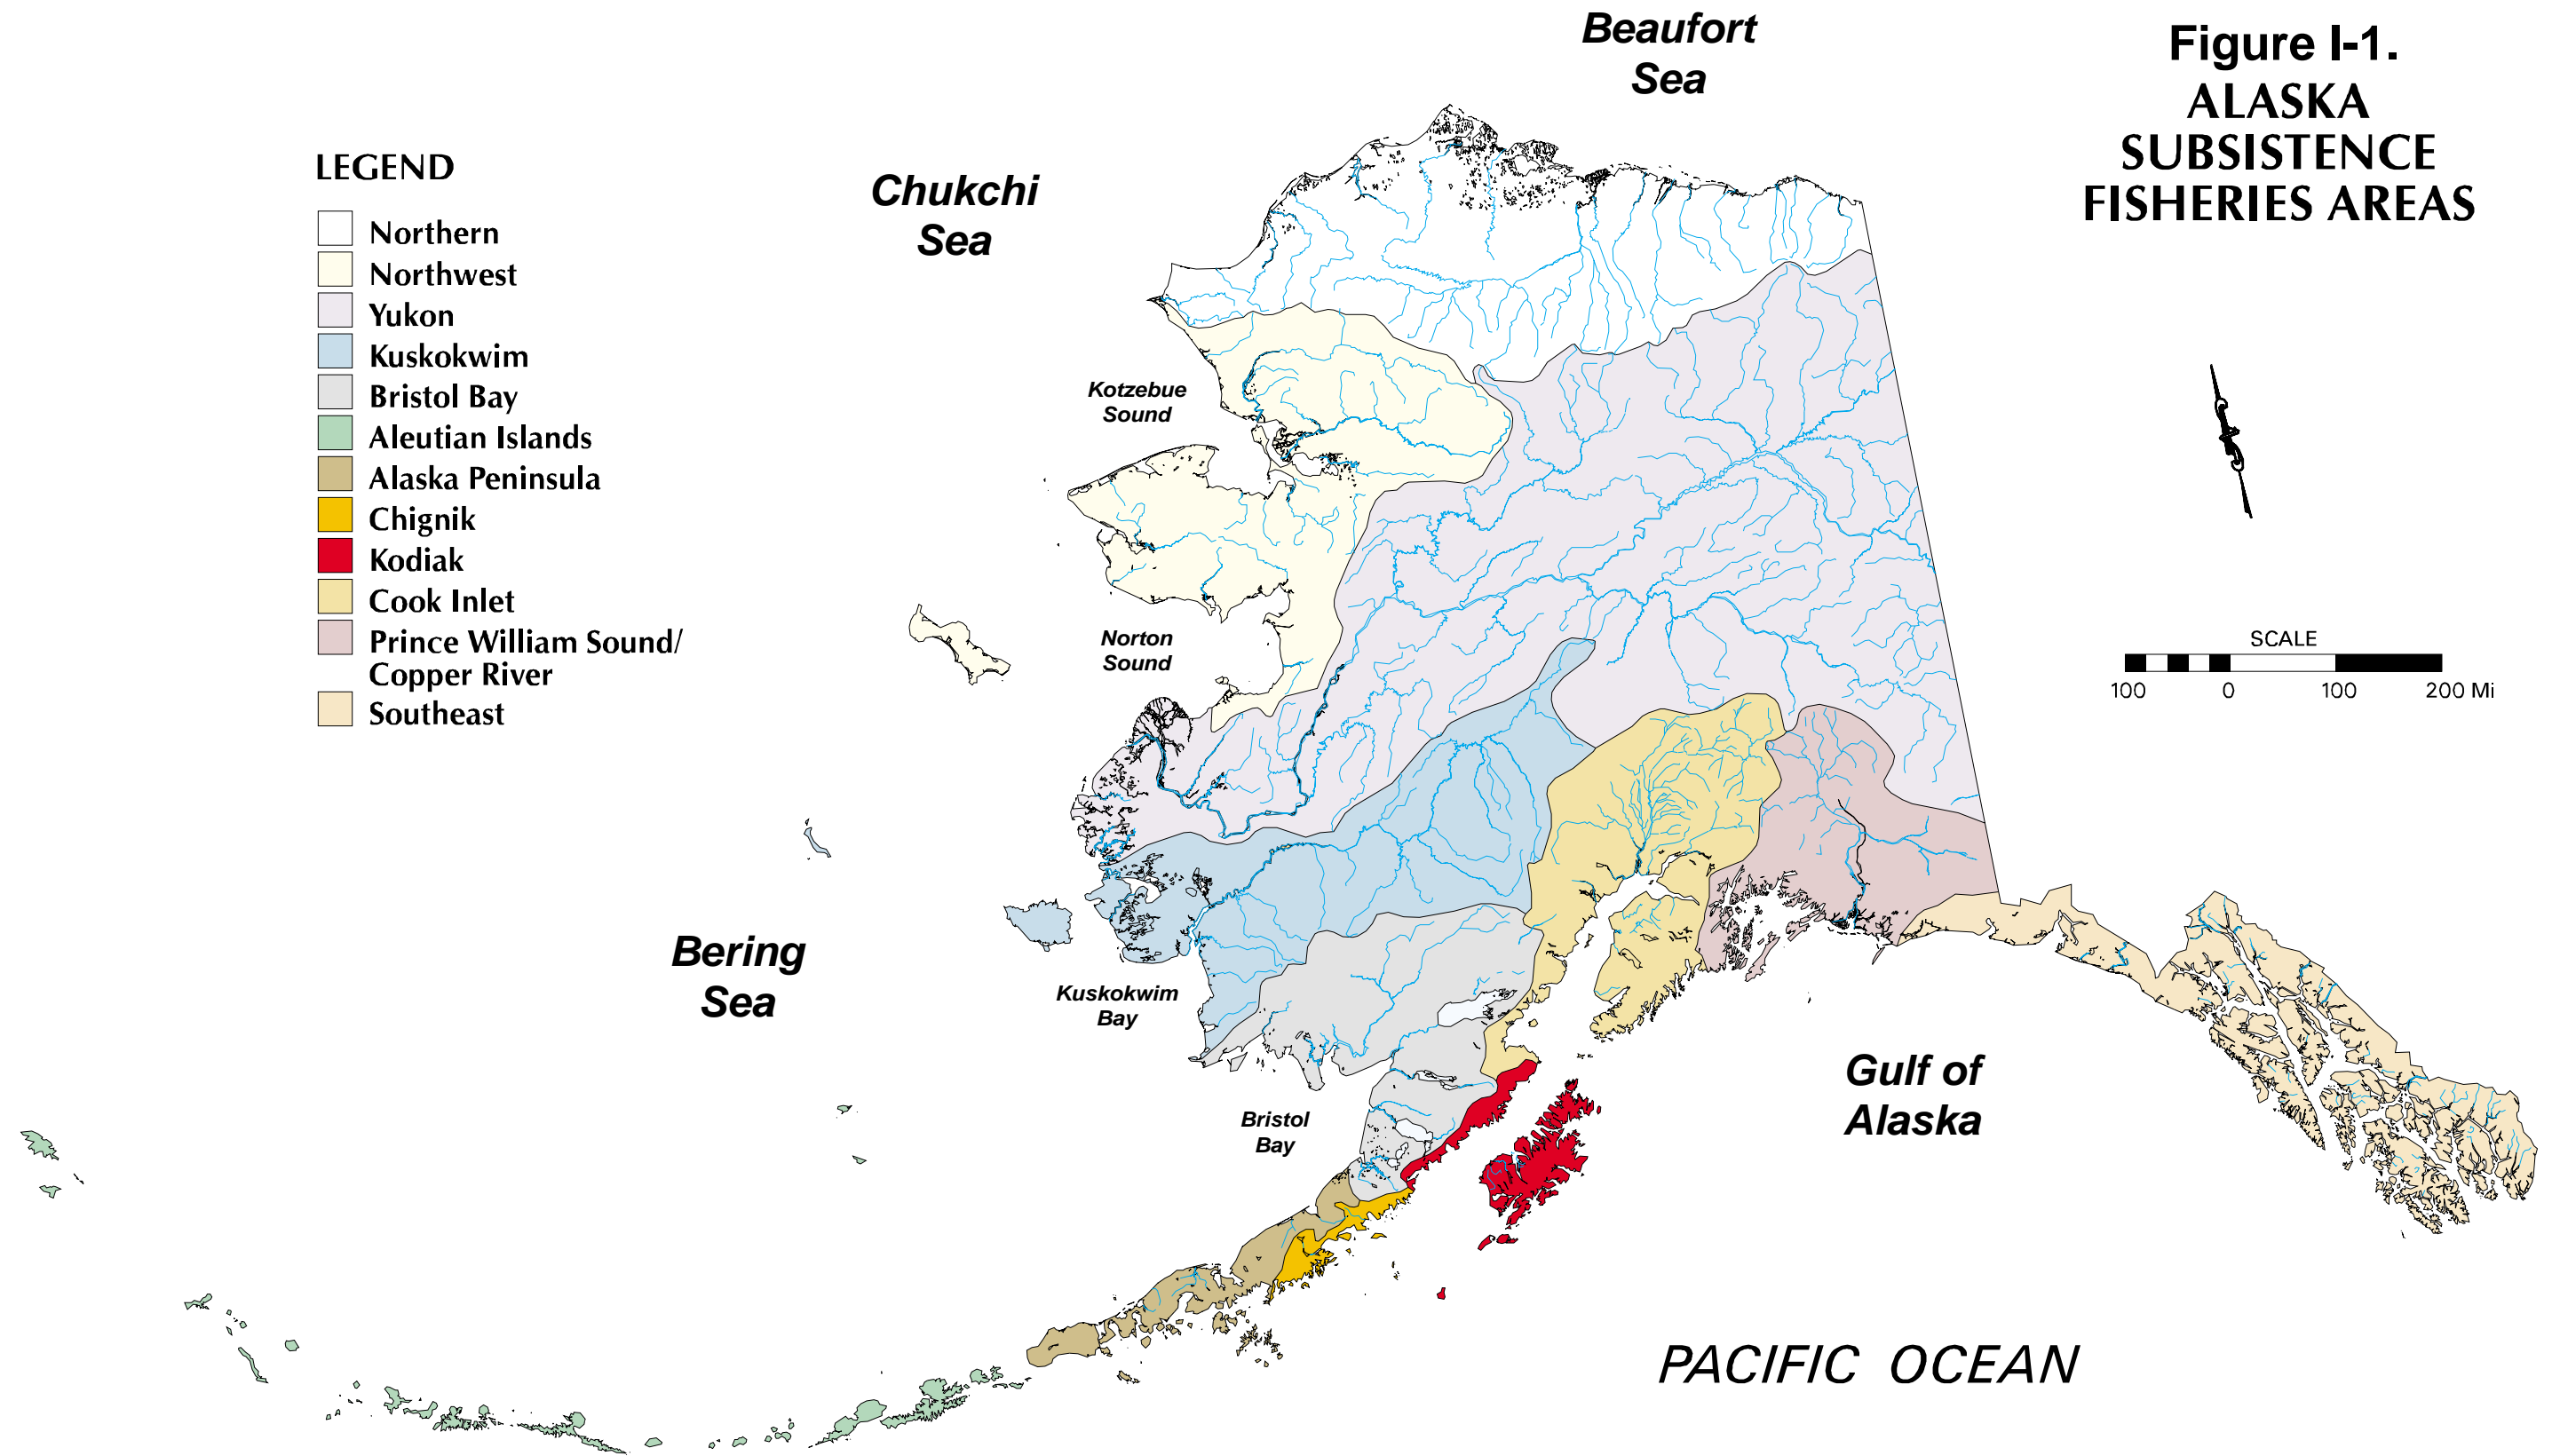 Figure I-1.
ALASKA
SUBSISTENCE
FISHERIES AREAS
Beaufort
Sea
Chukchi
Sea
LEGEND
Northern
Northwest
Yukon
Kuskokwim
Bristol Bay
Aleutian Islands
Alaska Peninsula
Chignik
Kodiak
Cook Inlet
Prince William Sound/
Copper River
Southeast
Kotzebue
Sound
Norton
Sound
SCALE
100 0 100 200 Mi
Bering
Sea
Kuskokwim
Bay
Bristol
Bay
Gulf of
Alaska
PACIFIC OCEAN